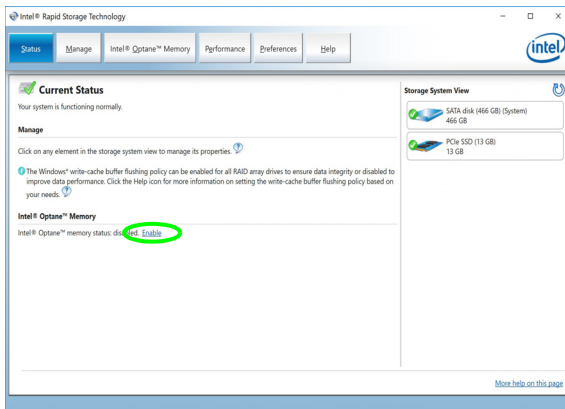 Intel® Rapid Storage Technology
Status
Manage
Intel® Optane™ Memory
Performance
Preferences
Help
intel
Current Status
Your system is functioning normally.
Manage
Click on any element in the storage system view to manage its properties.
The Windows* write-cache buffer flushing policy can be enabled for all RAID array drives to ensure data integrity or disabled to
improve data performance. Click the Help icon for more information on setting the write-cache buffer flushing policy based on
your needs.
Intel® Optane™ Memory
Intel® Optane™ memory status: disabled. Enable
Storage System View
SATA disk (466 GB) (System)
466 GB
PCIe SSD (13 GB)
13 GB
More help on this page